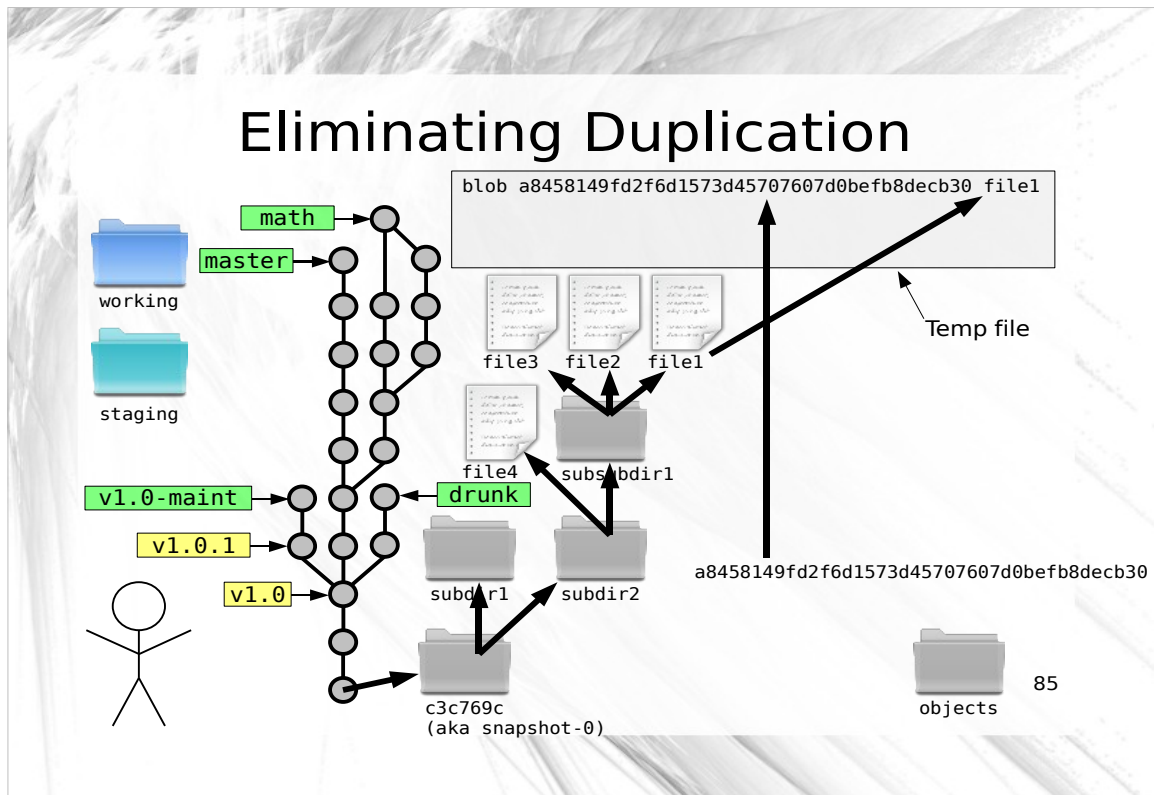 Eliminating Duplication
blob a8458149fd2f6d1573d45707607d0befb8decb30 file1
math
master
working
Temp file
file3
file2
file1
staging
file4
subsubdir1
v1.0-maint
drunk
v1.0.1
a8458149fd2f6d1573d45707607d0befb8decb30
v1.0
subdir1
subdir2
85
c3c769c
(aka snapshot-0)
objects